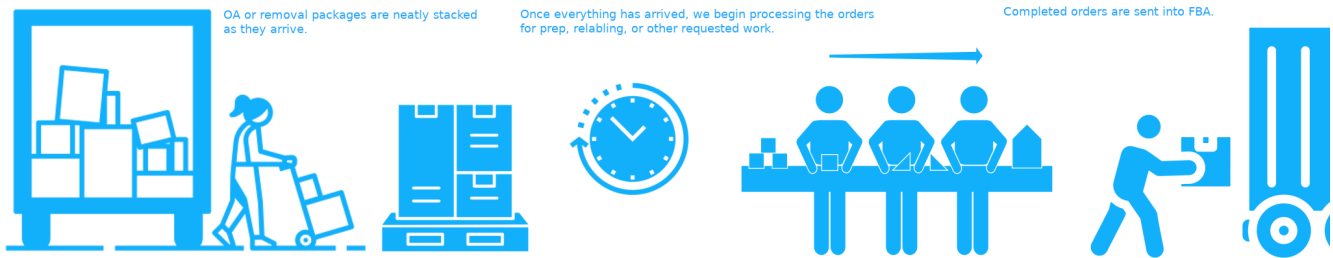 OA or removal packages are neatly stacked
as they arrive.
Once everything has arrived, we begin processing the orders
for prep, relabling, or other requested work.
Completed orders are sent into FBA.